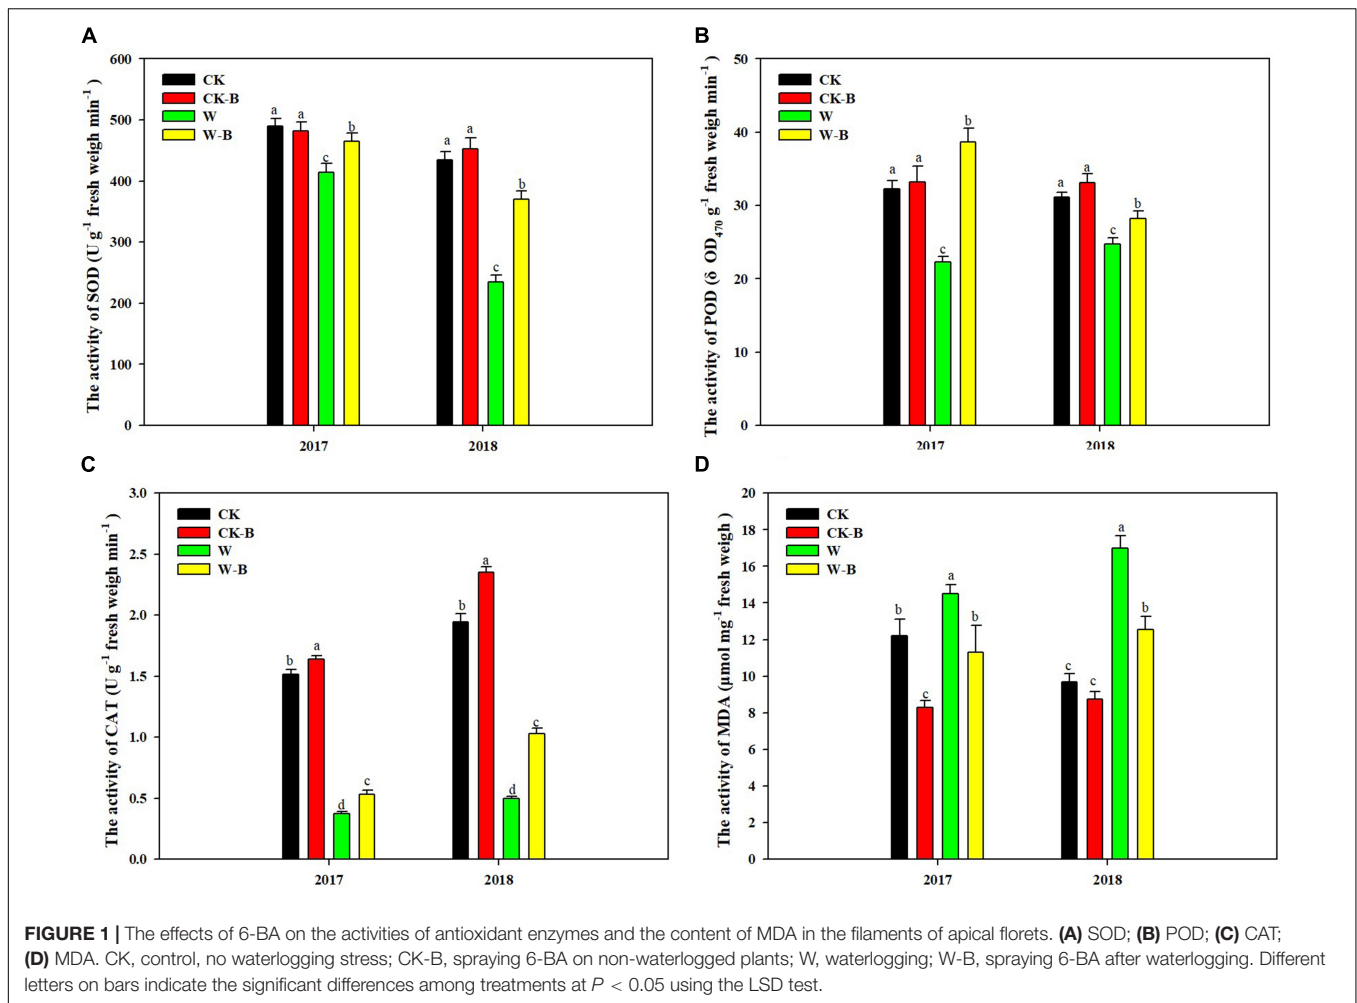 A
The activity of SOD (U g⁻¹ fresh weigh min⁻¹ )
600
500
400
300
200
100
0
CK
CK-B
W
W-B
a
a
c
b
a
a
c
b
2017
2018
B
The activity of POD (δ OD₄₇₀ g⁻¹ fresh weigh min⁻¹ )
50
40
30
20
10
0
CK
CK-B
W
W-B
a
a
c
b
a
a
c
b
2017
2018
C
The activity of CAT (U g⁻¹ fresh weigh min⁻¹ )
3.0
2.5
2.0
1.5
1.0
0.5
0.0
CK
CK-B
W
W-B
b
a
d
c
b
a
d
c
2017
2018
D
The activity of MDA (µmol mg⁻¹ fresh weigh )
20
18
16
14
12
10
8
6
4
2
0
CK
CK-B
W
W-B
b
c
a
b
c
c
a
b
2017
2018
FIGURE 1 | The effects of 6-BA on the activities of antioxidant enzymes and the content of MDA in the filaments of apical florets. (A) SOD; (B) POD; (C) CAT;
(D) MDA. CK, control, no waterlogging stress; CK-B, spraying 6-BA on non-waterlogged plants; W, waterlogging; W-B, spraying 6-BA after waterlogging. Different
letters on bars indicate the significant differences among treatments at P < 0.05 using the LSD test.